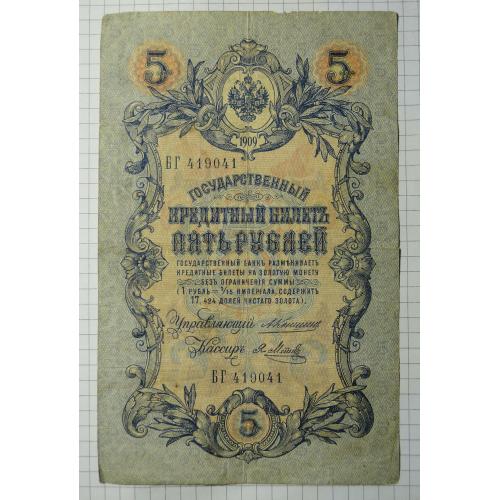 5 5
1909
БГ 419041
ГОСУДАРСТВЕННЫЙ
КРЕДИТНЫЙ БИЛЕТЪ
ПЯТЬ РУБЛЕЙ
ГОСУДАРСТВЕННЫЙ БАНКЪ РАЗМѢНИВАЕТЪ
КРЕДИТНЫЕ БИЛЕТЫ НА ЗОЛОТУЮ МОНЕТУ
БЕЗЪ ОГРАНИЧЕНІЯ СУММЫ
(1 РУБЛЬ = 1/15 ИМПЕРІАЛА, СОДЕРЖИТЪ
17,424 ДОЛЕЙ ЧИСТАГО ЗОЛОТА).
Управляющій
Кассиръ
БГ 419041
5